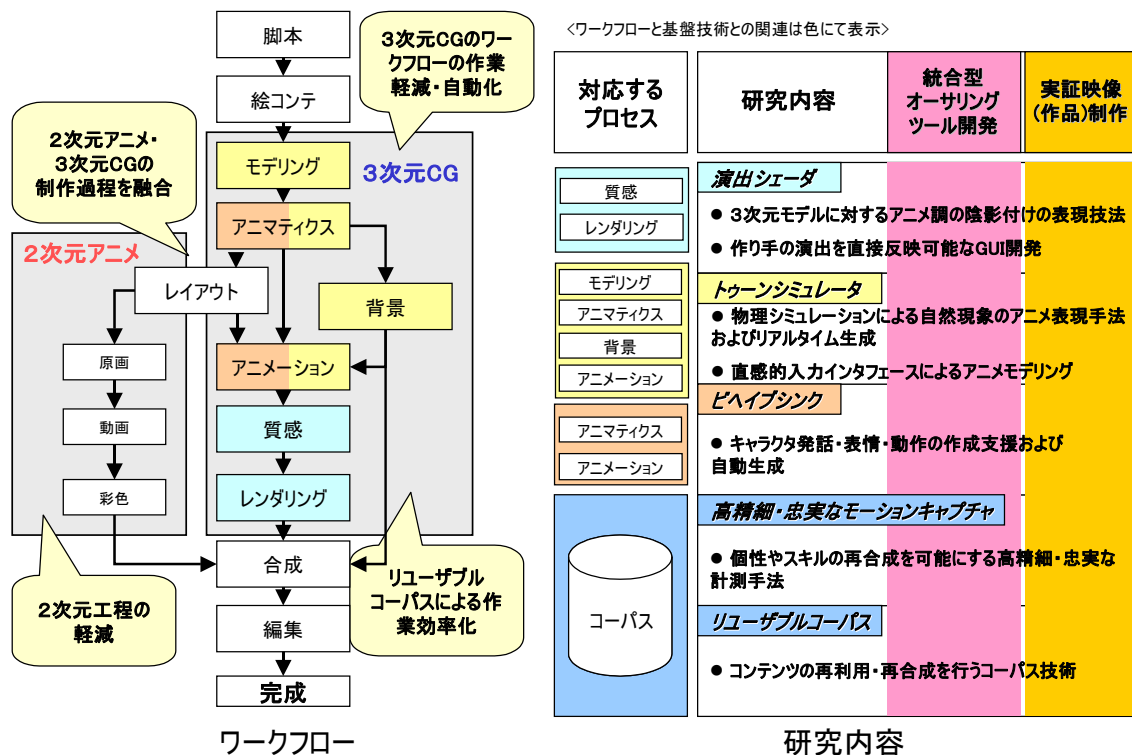 脚本
絵コンテ
3次元CGのワー
クフローの作業
軽減・自動化
2次元アニメ・
3次元CGの
制作過程を融合
モデリング
3次元CG
アニマティクス
2次元アニメ
レイアウト
背景
原画
アニメーション
動画
質感
彩色
レンダリング
合成
2次元工程の
軽減
リユーザブル
コーパスによる作
業効率化
編集
完成
ワークフロー
<ワークフローと基盤技術との関連は色にて表示>
対応する
プロセス
研究内容
統合型
オーサリング
ツール開発
実証映像
(作品)制作
質感
レンダリング
演出シェーダ
● 3次元モデルに対するアニメ調の陰影付けの表現技法
● 作り手の演出を直接反映可能なGUI開発
モデリング
アニマティクス
背景
アニメーション
トゥーンシミュレータ
● 物理シミュレーションによる自然現象のアニメ表現手法
およびリアルタイム生成
● 直感的入力インタフェースによるアニメモデリング
アニマティクス
アニメーション
ビヘイブシンク
● キャラクタ発話・表情・動作の作成支援および
自動生成
コーパス
高精細・忠実なモーションキャプチャ
● 個性やスキルの再合成を可能にする高精細・忠実な
計測手法
リユーザブルコーパス
● コンテンツの再利用・再合成を行うコーパス技術
研究内容